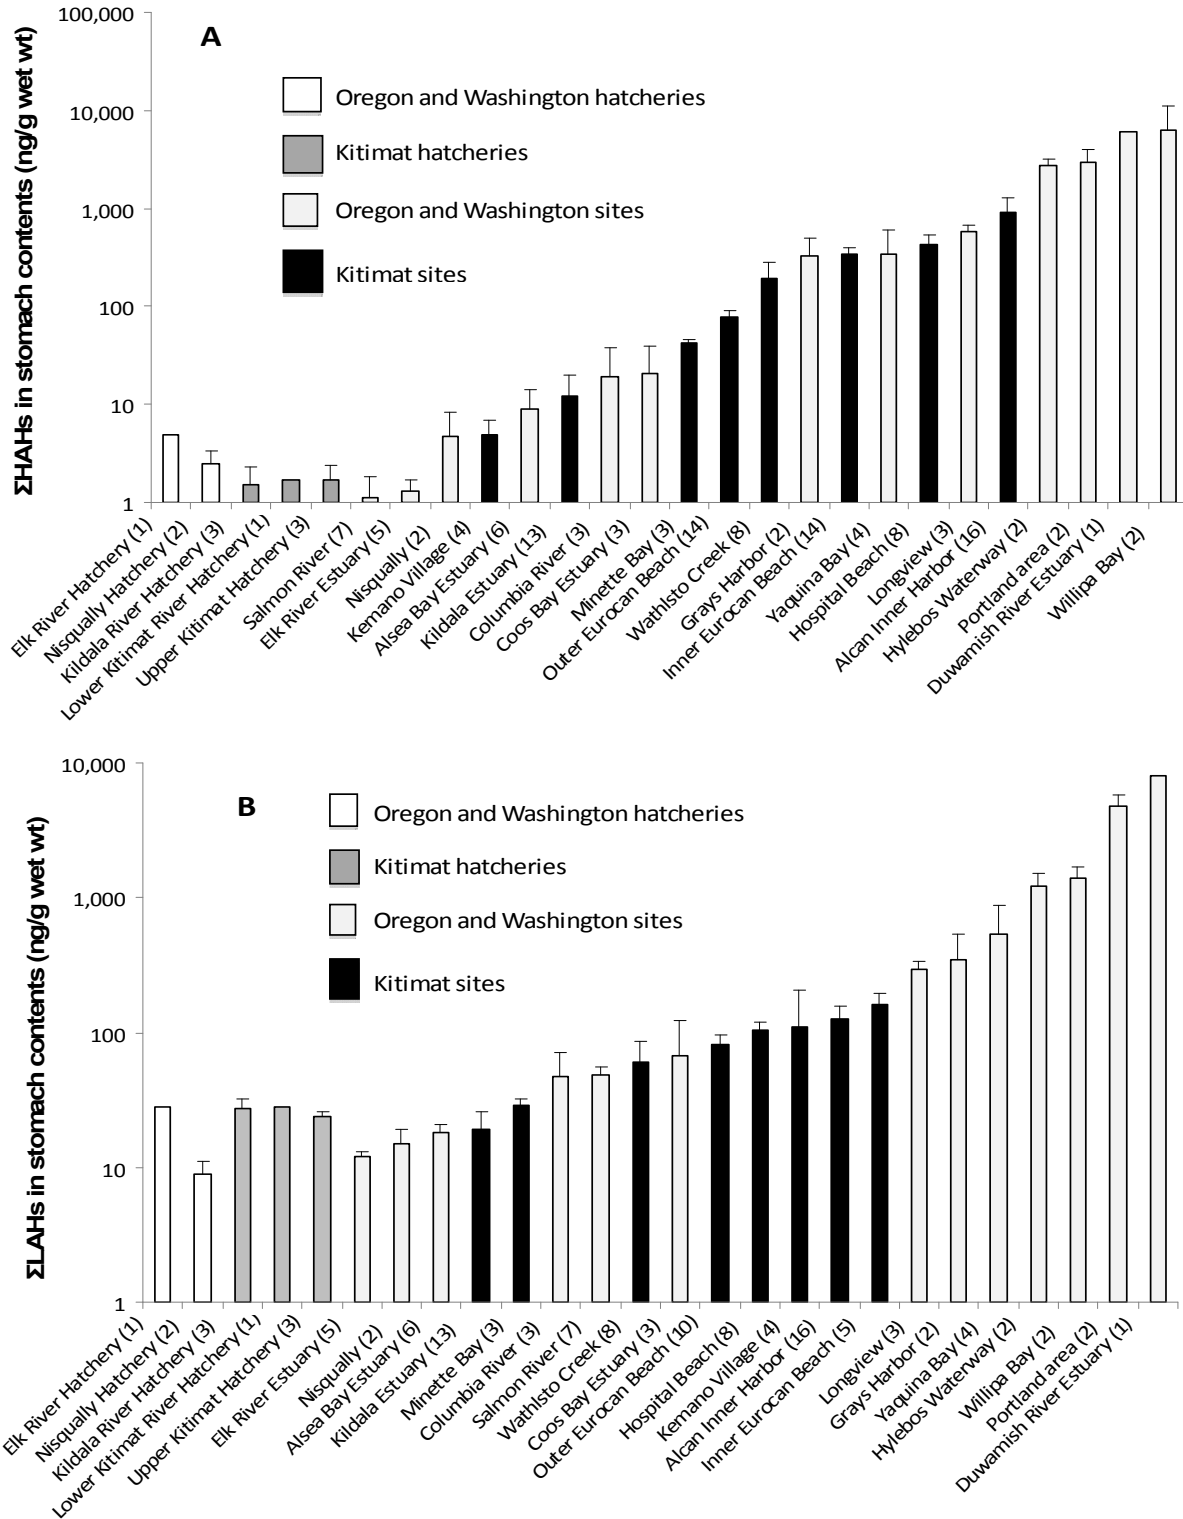 A
ΣHAHs in stomach contents (ng/g wet wt)
100,000
10,000
1,000
100
10
1
Oregon and Washington hatcheries
Kitimat hatcheries
Oregon and Washington sites
Kitimat sites
Elk River Hatchery (1)
Nisqually Hatchery (2)
Kildala River Hatchery (3)
Lower Kitimat River Hatchery (1)
Upper Kitimat Hatchery (3)
Salmon River (7)
Elk River Estuary (5)
Nisqually (2)
Kemano Village (4)
Alsea Bay Estuary (6)
Kildala Estuary (13)
Columbia River (3)
Coos Bay Estuary (3)
Minette Bay (3)
Outer Eurocan Beach (14)
Wathlsto Creek (8)
Grays Harbor (2)
Inner Eurocan Beach (14)
Yaquina Bay (4)
Hospital Beach (8)
Longview (3)
Alcan Inner Harbor (16)
Hylebos Waterway (2)
Portland area (2)
Duwamish River Estuary (1)
Willipa Bay (2)
B
ΣLAHs in stomach contents (ng/g wet wt)
10,000
1,000
100
10
1
Oregon and Washington hatcheries
Kitimat hatcheries
Oregon and Washington sites
Kitimat sites
Elk River Hatchery (1)
Nisqually Hatchery (2)
Kildala River Hatchery (3)
Lower Kitimat River Hatchery (1)
Upper Kitimat Hatchery (3)
Elk River Estuary (5)
Nisqually (2)
Alsea Bay Estuary (6)
Kildala Estuary (13)
Minette Bay (3)
Columbia River (3)
Salmon River (7)
Wathlsto Creek (8)
Coos Bay Estuary (3)
Outer Eurocan Beach (10)
Hospital Beach (8)
Kemano Village (4)
Alcan Inner Harbor (16)
Inner Eurocan Beach (5)
Longview (3)
Grays Harbor (2)
Yaquina Bay (4)
Hylebos Waterway (2)
Willipa Bay (2)
Portland area (2)
Duwamish River Estuary (1)